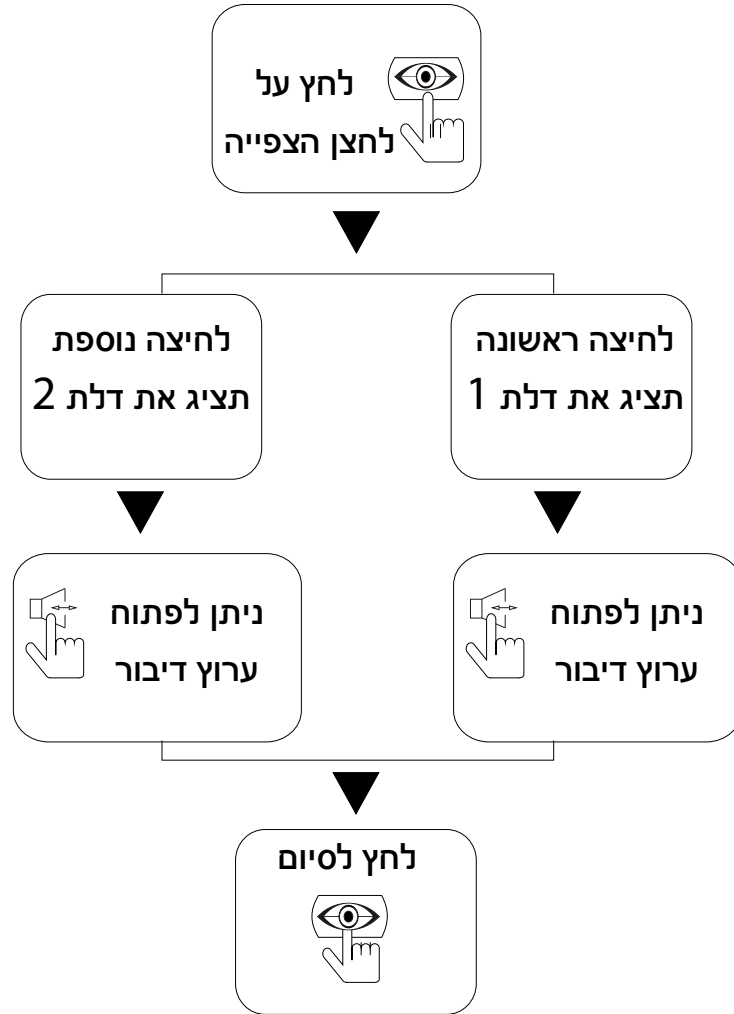 לחץ על
לחצן הצפייה
לחיצה ראשונה
תציג את דלת 1
לחיצה נוספת
תציג את דלת 2
ניתן לפתוח
ערוץ דיבור
ניתן לפתוח
ערוץ דיבור
לחץ לסיום